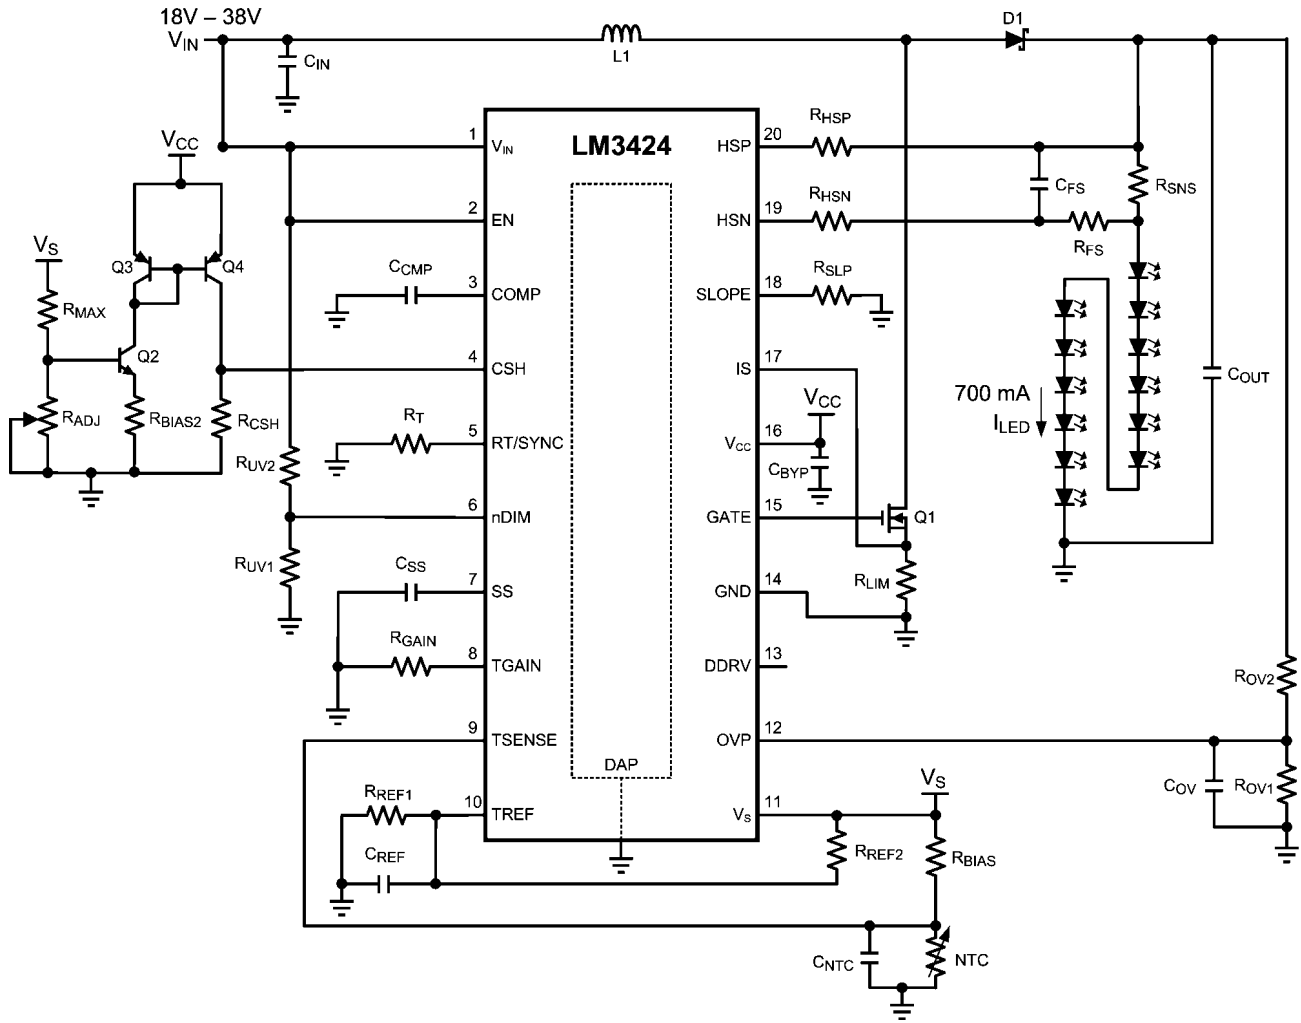 18V – 38V
VIN
CIN
L1
D1
LM3424
VCC
VS
RMAX
RADJ
Q3
Q4
Q2
RBIAS2
RCSH
RUV2
RUV1
CCMP
RT
CSS
RGAIN
RREF1
CREF
1 VIN
2 EN
3 COMP
4 CSH
5 RT/SYNC
6 nDIM
7 SS
8 TGAIN
9 TSENSE
10 TREF
DAP
HSP 20
HSN 19
SLOPE 18
IS 17
VCC 16
GATE 15
GND 14
DDRV 13
OVP 12
VS 11
RHSP
RHSN
RSLP
CFS
RFS
RSNS
VCC
CBYP
Q1
RLIM
700 mA
ILED
COUT
ROV2
COV
ROV1
VS
RREF2
RBIAS
CNTC
NTC